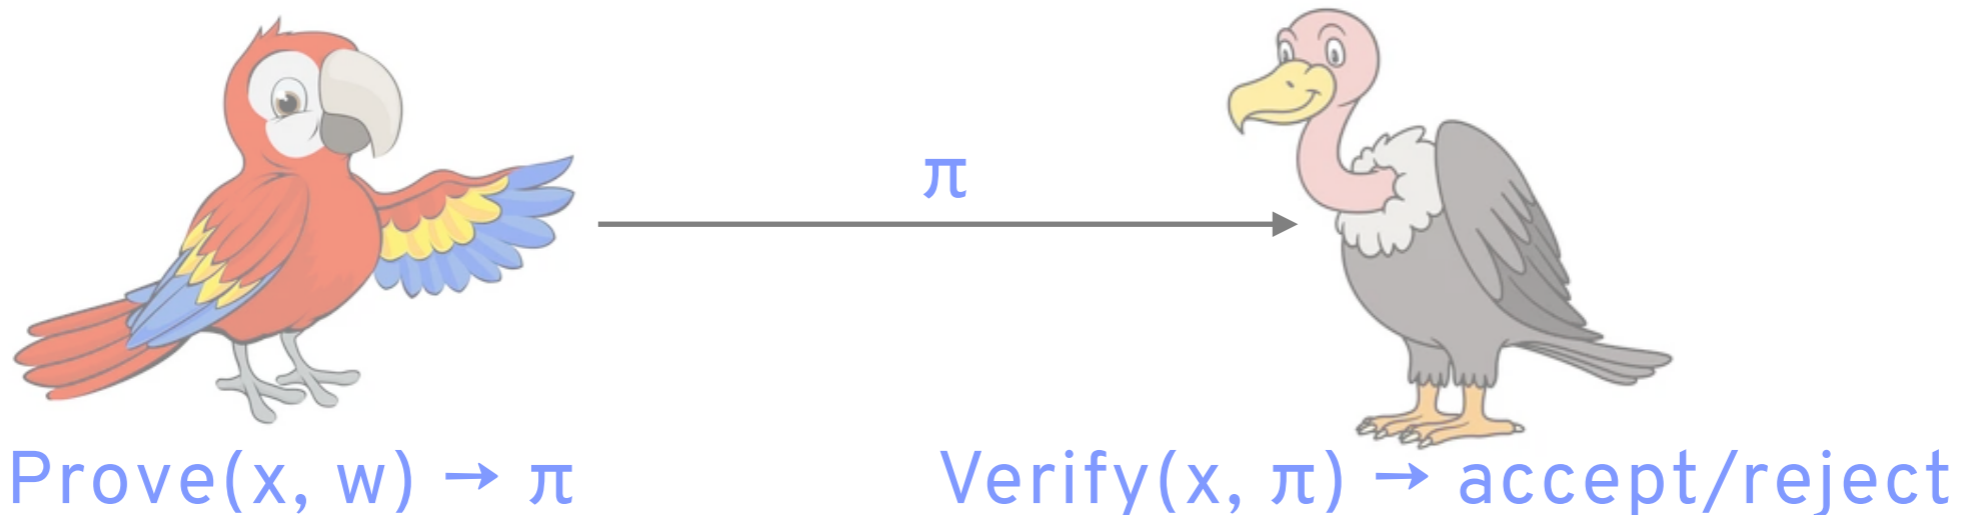 π
Prove(x, w) → π
Verify(x, π) → accept/reject